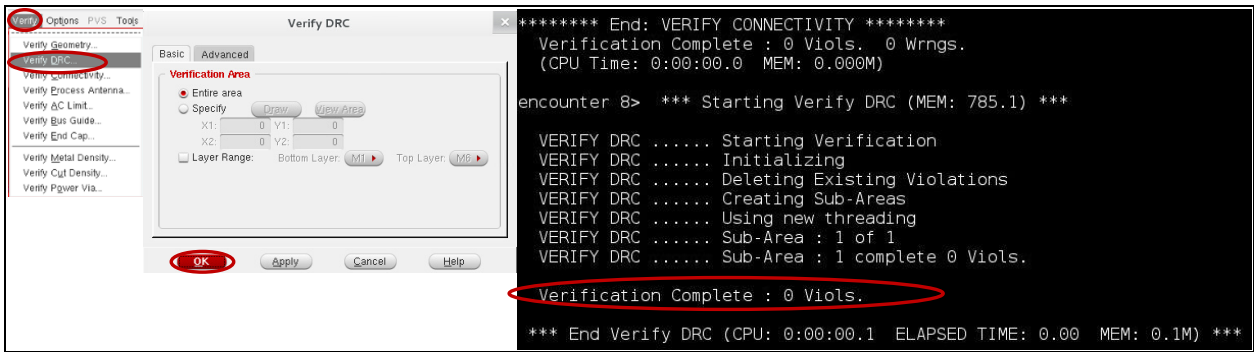 Verify Options PVS Tools
Verify Geometry...
Verify DRC...
Verify Connectivity...
Verify Process Antenna...
Verify AC Limit...
Verify Bus Guide...
Verify End Cap...
Verify Metal Density...
Verify Cut Density...
Verify Power Via...
Verify DRC
Basic Advanced
Verification Area
Entire area
Specify Draw View Area
X1: 0 Y1: 0
X2: 0 Y2: 0
Layer Range: Bottom Layer: M1 Top Layer: M6
OK Apply Cancel Help
******** End: VERIFY CONNECTIVITY ********
Verification Complete : 0 Viols. 0 Wrngs.
(CPU Time: 0:00:00.0 MEM: 0.000M)
encounter 8> *** Starting Verify DRC (MEM: 785.1) ***
VERIFY DRC ...... Starting Verification
VERIFY DRC ...... Initializing
VERIFY DRC ...... Deleting Existing Violations
VERIFY DRC ...... Creating Sub-Areas
VERIFY DRC ...... Using new threading
VERIFY DRC ...... Sub-Area : 1 of 1
VERIFY DRC ...... Sub-Area : 1 complete 0 Viols.
Verification Complete : 0 Viols.
*** End Verify DRC (CPU: 0:00:00.1 ELAPSED TIME: 0.00 MEM: 0.1M) ***